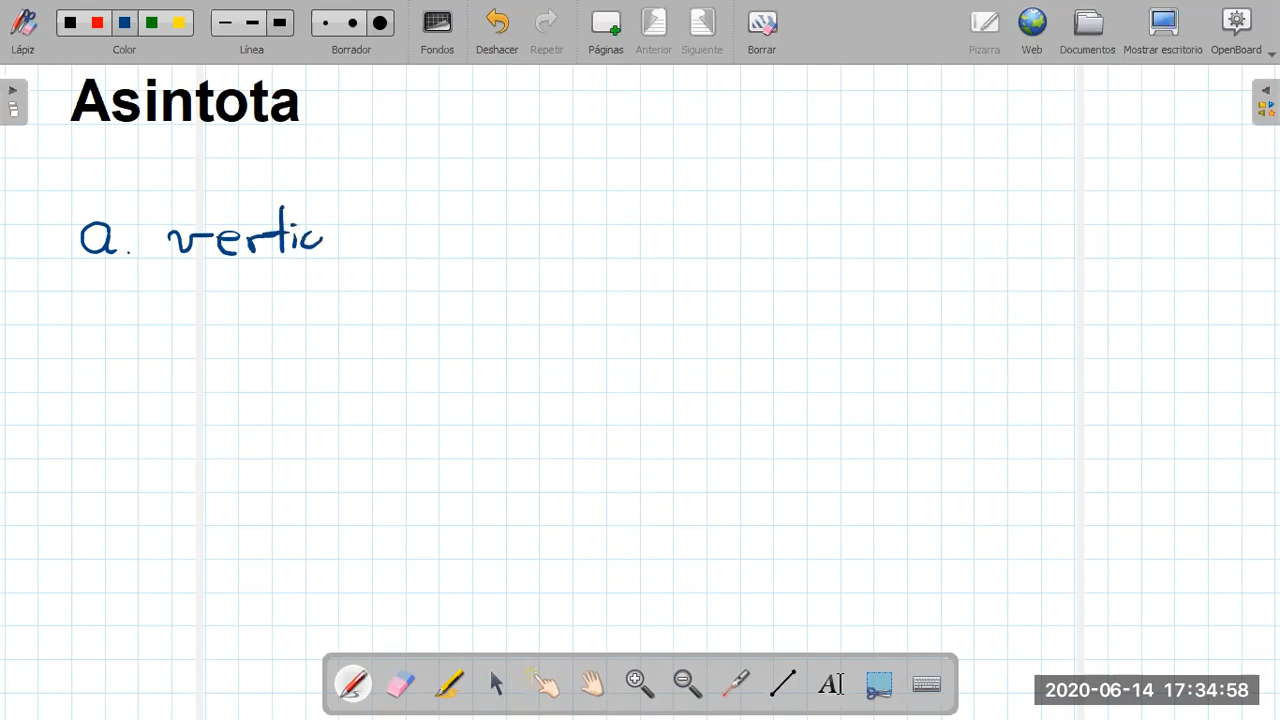 Lápiz Color Línea Borrador Fondos Deshacer Repetir Páginas Anterior Siguiente Borrar Pizarra Web Documentos Mostrar escritorio OpenBoard
Asintota
a. vertic
2020-06-14 17:34:58